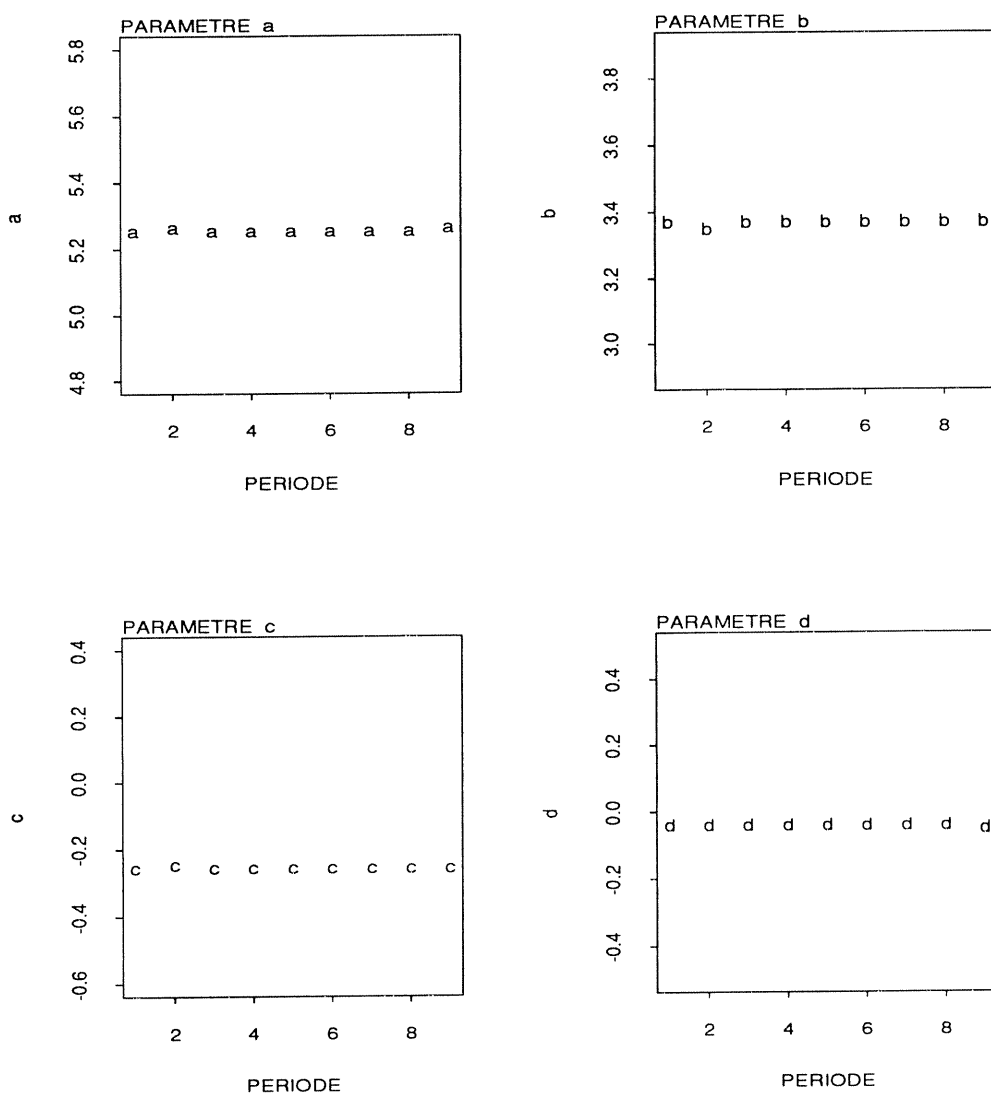 PARAMETRE a
5.8
5.6
5.4
5.2
5.0
4.8
a
a a a a a a a a a
2 4 6 8
PERIODE
PARAMETRE b
3.8
3.6
3.4
3.2
3.0
b
b b b b b b b b b
2 4 6 8
PERIODE
PARAMETRE c
0.4
0.2
0.0
-0.2
-0.4
-0.6
c
c c c c c c c c c
2 4 6 8
PERIODE
PARAMETRE d
0.4
0.2
0.0
-0.2
-0.4
d
d d d d d d d d d
2 4 6 8
PERIODE